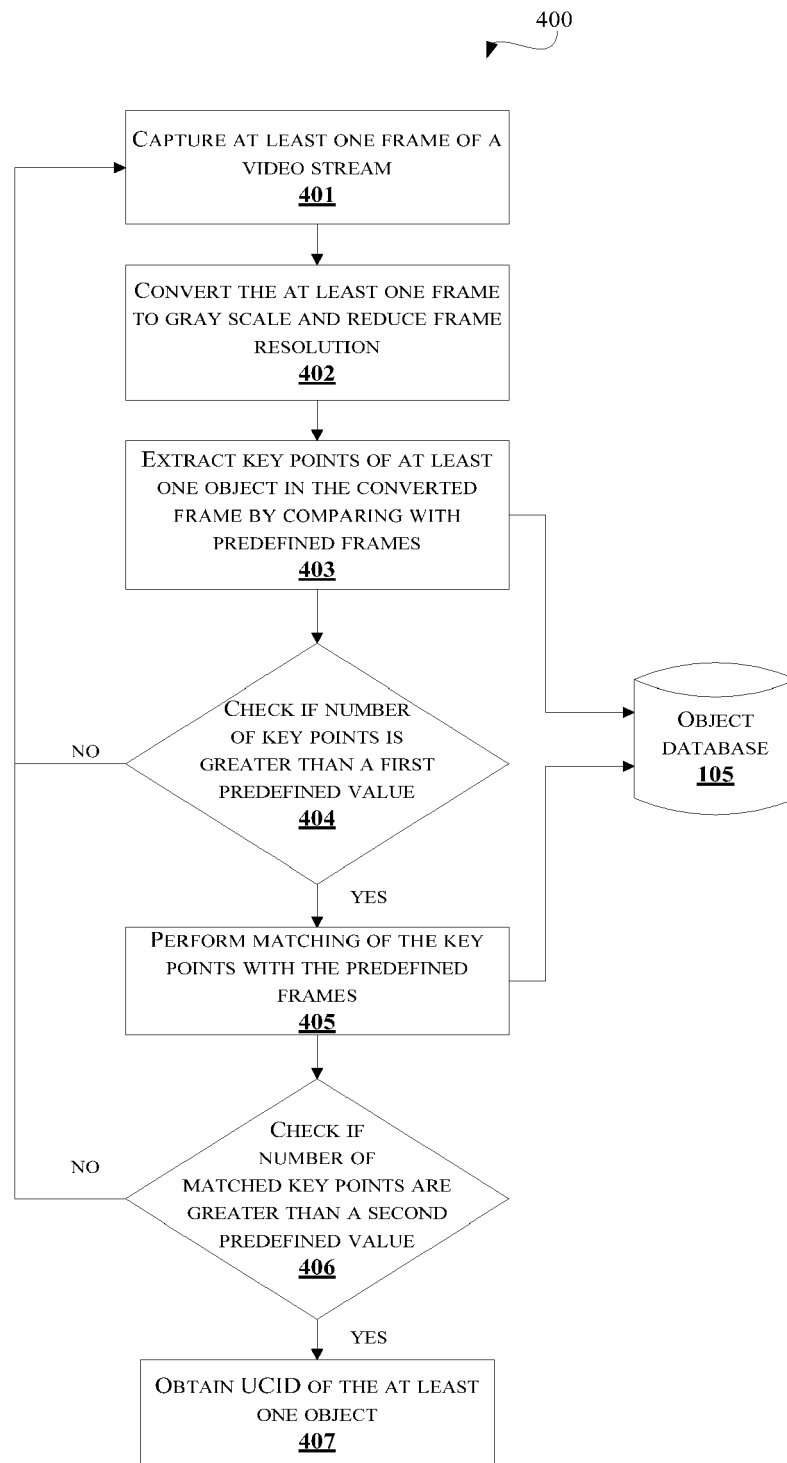 400
CAPTURE AT LEAST ONE FRAME OF A
VIDEO STREAM
401
CONVERT THE AT LEAST ONE FRAME
TO GRAY SCALE AND REDUCE FRAME
RESOLUTION
402
EXTRACT KEY POINTS OF AT LEAST
ONE OBJECT IN THE CONVERTED
FRAME BY COMPARING WITH
PREDEFINED FRAMES
403
CHECK IF NUMBER
OF KEY POINTS IS
GREATER THAN A FIRST
PREDEFINED VALUE
404
NO
OBJECT
DATABASE
105
YES
PERFORM MATCHING OF THE KEY
POINTS WITH THE PREDEFINED
FRAMES
405
CHECK IF
NUMBER OF
MATCHED KEY POINTS ARE
GREATER THAN A SECOND
PREDEFINED VALUE
406
NO
YES
OBTAIN UCID OF THE AT LEAST
ONE OBJECT
407